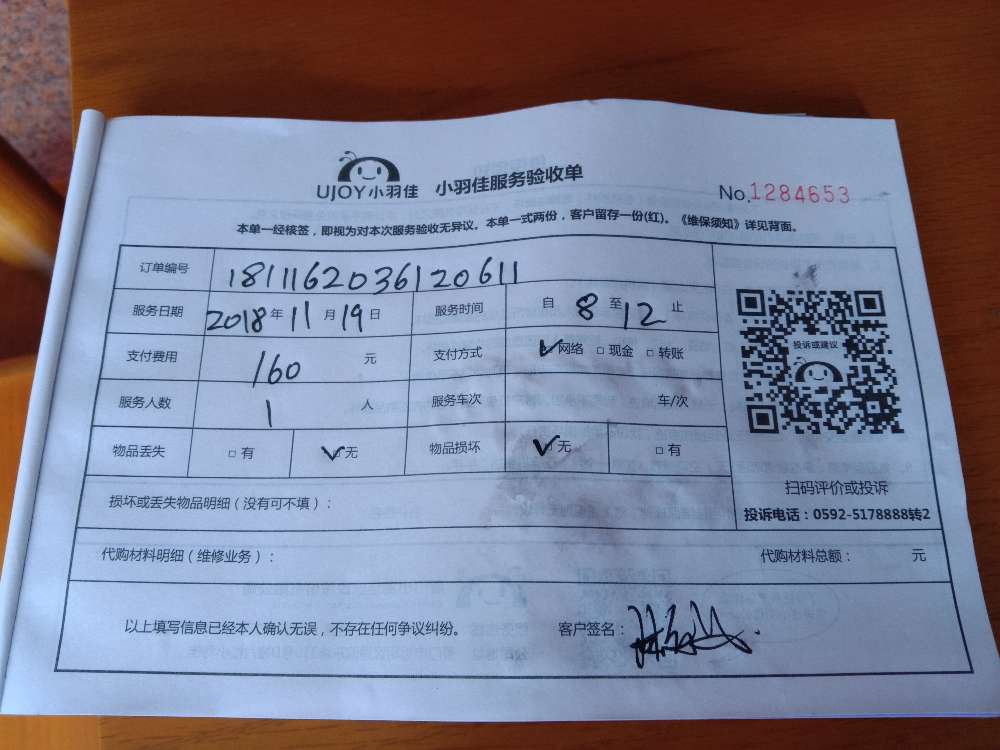 UJOY小羽佳 小羽佳服务验收单 No.1284653
本单一经核签，即视为对本次服务验收无异议。本单一式两份，客户留存一份(红)。《维保须知》详见背面。
订单编号 1811162036120611
服务日期 2018年11月19日 服务时间 自8至12止
支付费用 160元 支付方式 ☑网络 □现金 □转账
投诉或建议
服务人数 1人 服务车次 车/次
物品丢失 □有 ☑无 物品损坏 ☑无 □有
扫码评价或投诉
损坏或丢失物品明细（没有可不填）：
投诉电话：0592-5178888转2
代购材料明细（维修业务）： 代购材料总额： 元
以上填写信息已经本人确认无误，不存在任何争议纠纷。 客户签名：